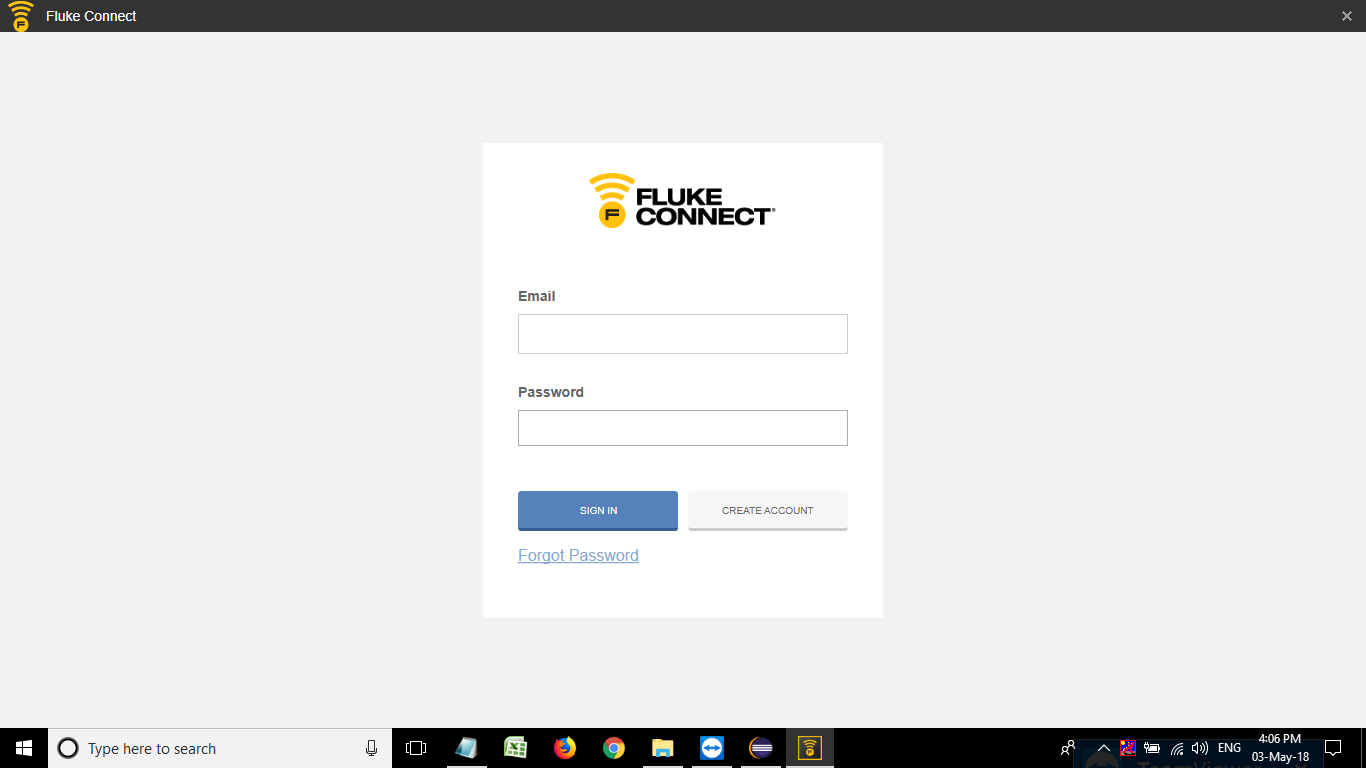 Fluke Connect
FLUKE
CONNECT®
Email
Password
SIGN IN
CREATE ACCOUNT
Forgot Password
Type here to search
ENG
4:06 PM
03-May-18